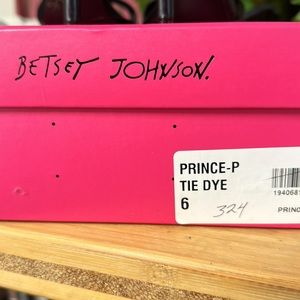 BETSEY JOHNSON.
PRINCE-P
TIE DYE
6
324